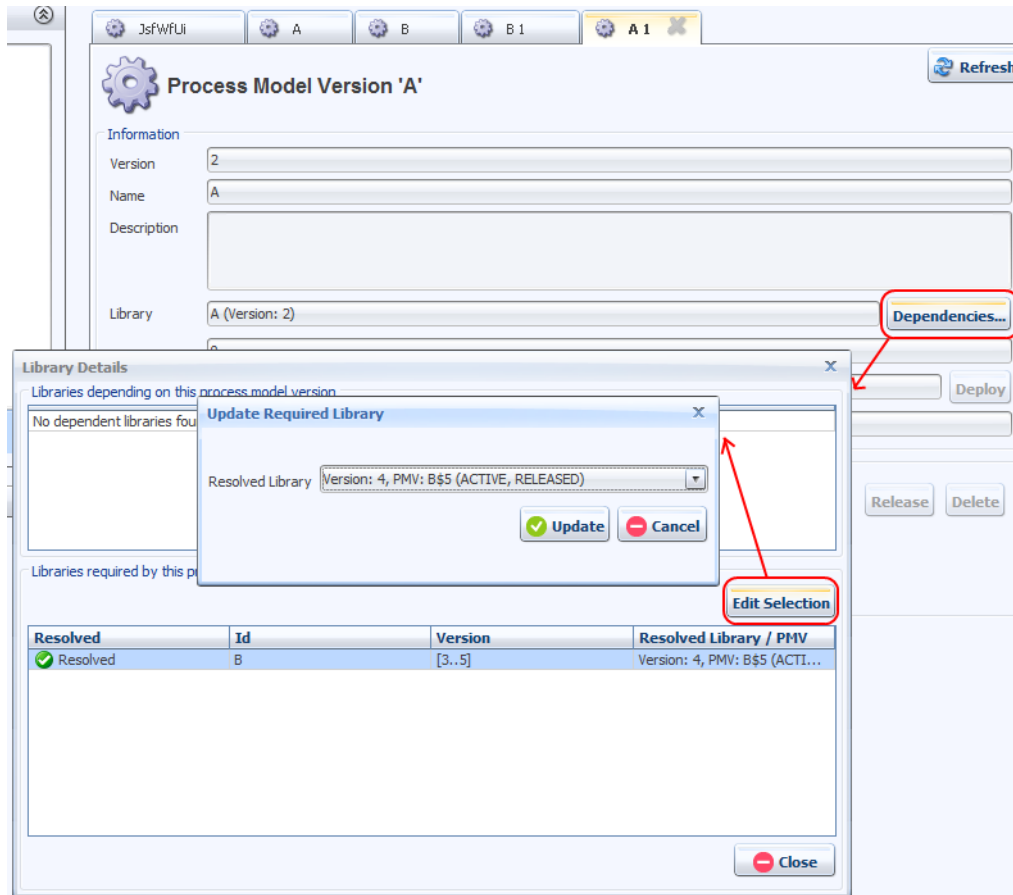 JsfWfUi
A
B
B 1
A 1
Process Model Version 'A'
Refresh
Information
Version
2
Name
A
Description
Library
A (Version: 2)
Dependencies...
Library Details
Libraries depending on this process model version
Deploy
No dependent libraries fou
Update Required Library
Resolved Library
Version: 4, PMV: B$5 (ACTIVE, RELEASED)
Update
Cancel
Release
Delete
Libraries required by this p
Edit Selection
Resolved
Id
Version
Resolved Library / PMV
Resolved
B
[3..5]
Version: 4, PMV: B$5 (ACTI...
Close